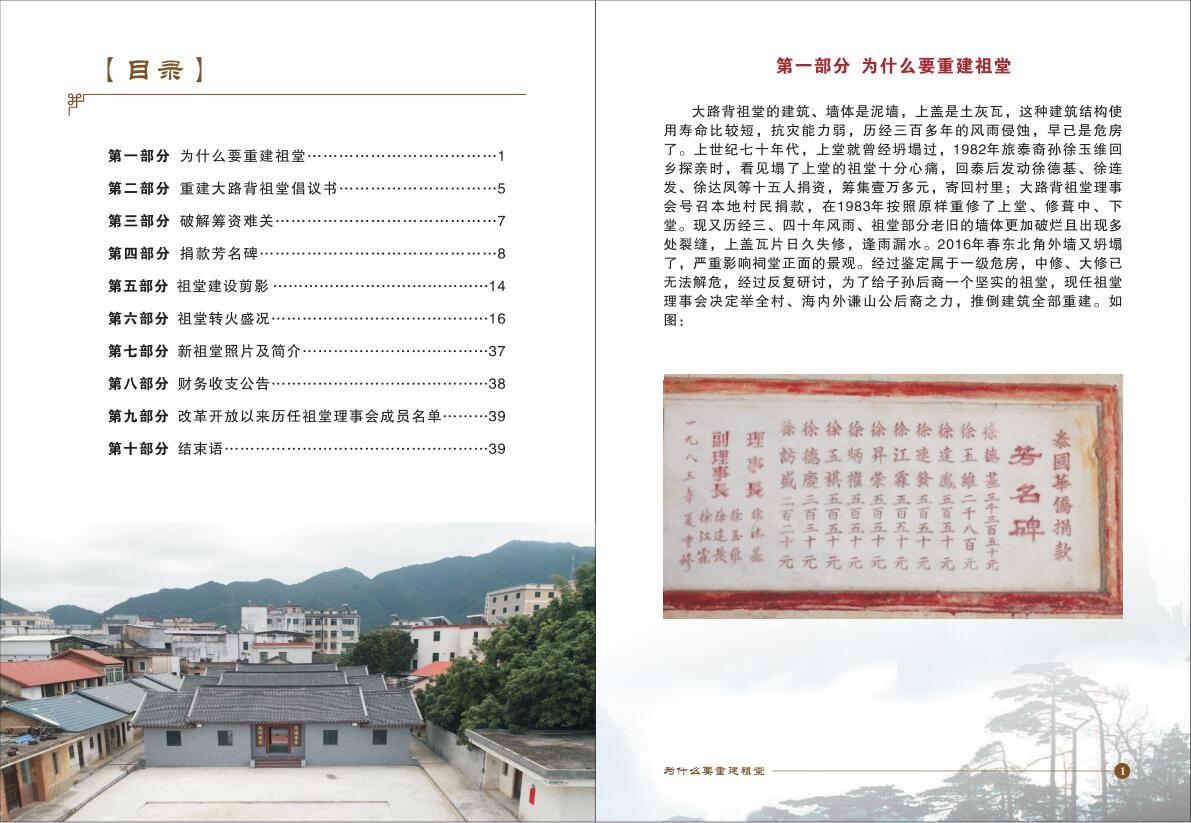 【目录】
第一部分 为什么要重建祖堂…………………………………1
第二部分 重建大路背祖堂倡议书……………………………5
第三部分 破解筹资难关………………………………………7
第四部分 捐款芳名碑…………………………………………8
第五部分 祖堂建设剪影………………………………………14
第六部分 祖堂转火盛况………………………………………16
第七部分 新祖堂照片及简介…………………………………37
第八部分 财务收支公告………………………………………38
第九部分 改革开放以来历任祖堂理事会成员名单………39
第十部分 结束语………………………………………………39
第一部分 为什么要重建祖堂
大路背祖堂的建筑、墙体是泥墙，上盖是土灰瓦，这种建筑结构使
用寿命比较短，抗灾能力弱，历经三百多年的风雨侵蚀，早已是危房
了。上世纪七十年代，上堂就曾经坍塌过，1982年旅泰裔孙徐玉维回
乡探亲时，看见塌了上堂的祖堂十分心痛，回泰后发动徐德基、徐连
发、徐达凤等十五人捐资，筹集壹万多元，寄回村里；大路背祖堂理事
会号召本地村民捐款，在1983年按照原样重修了上堂、修葺中、下
堂。现又历经三、四十年风雨、祖堂部分老旧的墙体更加破烂且出现多
处裂缝，上盖瓦片日久失修，逢雨漏水。2016年春东北角外墙又坍塌
了，严重影响祠堂正面的景观。经过鉴定属于一级危房，中修、大修已
无法解危，经过反复研讨，为了给子孙后裔一个坚实的祖堂，现任祖堂
理事会决定举全村、海内外谦山公后裔之力，推倒建筑全部重建。如
图：
泰國華僑捐款
芳名碑
徐德基三千三百五十元
徐玉維二千八百元
徐達鳳五百五十元
徐連發五百五十元
徐江霖五百五十元
徐昇榮五百五十元
徐炳權五百五十元
徐玉祺五百五十元
徐德慶三百三十元
徐訪盛二百二十元
理事長 徐德基
副理事長 徐玉維
徐連發
徐江霖
一九八三年夏重修
为什么要重建祖堂
1